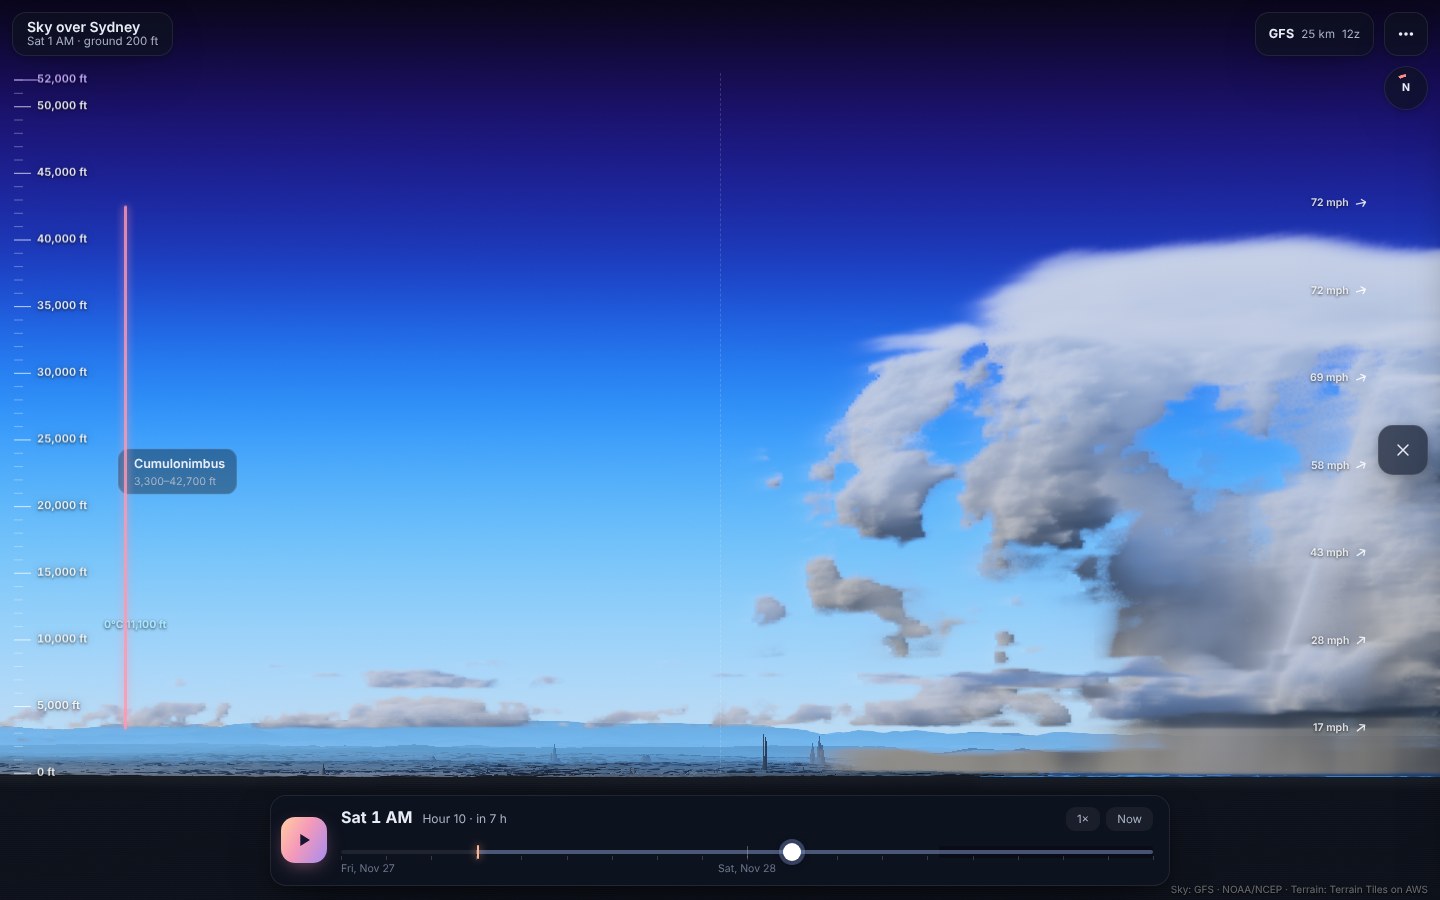 Sky over Sydney
Sat 1 AM · ground 200 ft
GFS 25 km 12z
N
52,000 ft
50,000 ft
45,000 ft
72 mph
40,000 ft
72 mph
35,000 ft
30,000 ft
69 mph
25,000 ft
Cumulonimbus
58 mph
3,300–42,700 ft
20,000 ft
43 mph
15,000 ft
0°C 11,100 ft
10,000 ft
28 mph
5,000 ft
17 mph
0 ft
Sat 1 AM Hour 10 · in 7 h
1× Now
Fri, Nov 27
Sat, Nov 28
Sky: GFS · NOAA/NCEP · Terrain: Terrain Tiles on AWS